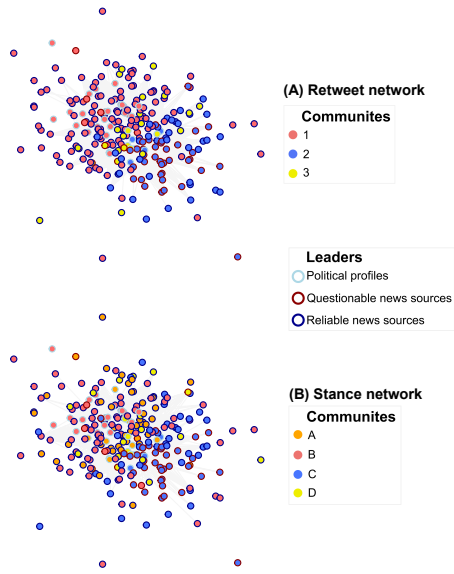 (A) Retweet network
Communites
1
2
3
Leaders
Political profiles
Questionable news sources
Reliable news sources
(B) Stance network
Communites
A
B
C
D